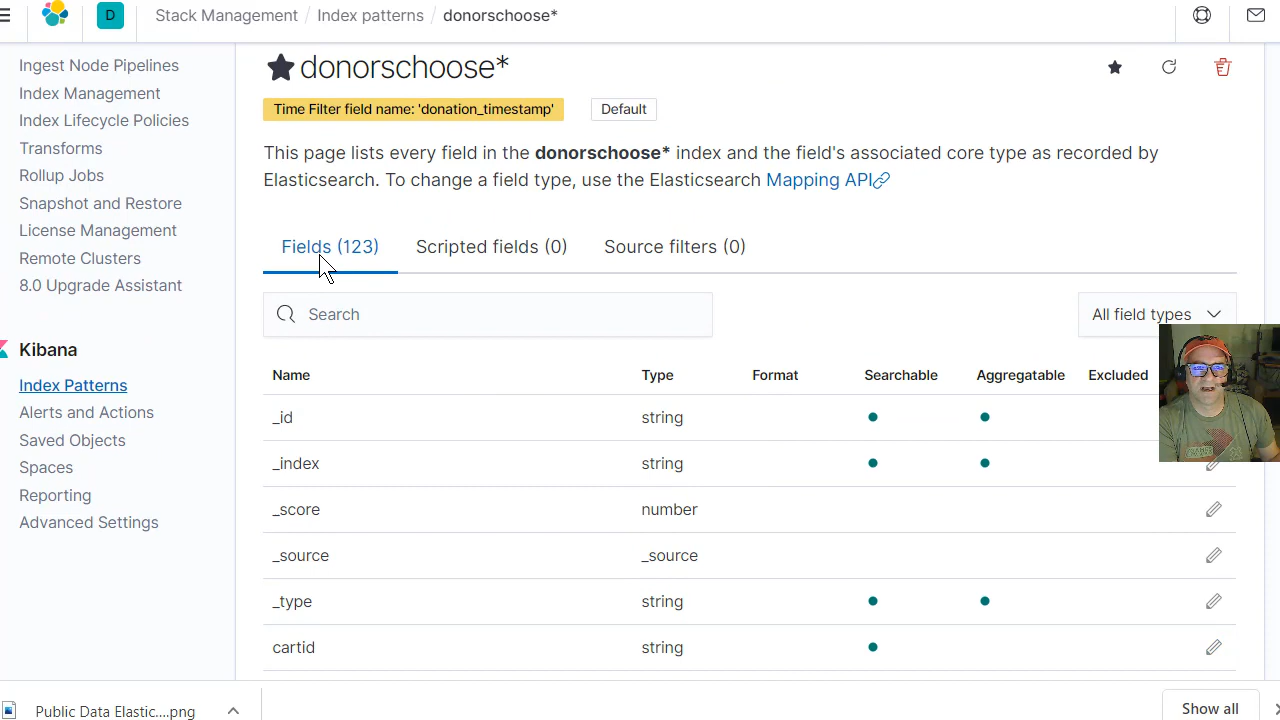 D Stack Management / Index patterns / donorschoose*
Ingest Node Pipelines
Index Management
Index Lifecycle Policies
Transforms
Rollup Jobs
Snapshot and Restore
License Management
Remote Clusters
8.0 Upgrade Assistant
Kibana
Index Patterns
Alerts and Actions
Saved Objects
Spaces
Reporting
Advanced Settings
donorschoose*
Time Filter field name: 'donation_timestamp' Default
This page lists every field in the donorschoose* index and the field's associated core type as recorded by
Elasticsearch. To change a field type, use the Elasticsearch Mapping API
Fields (123) Scripted fields (0) Source filters (0)
Search All field types
Name Type Format Searchable Aggregatable Excluded
_id string
_index string
_score number
_source _source
_type string
cartid string
Public Data Elastic....png Show all